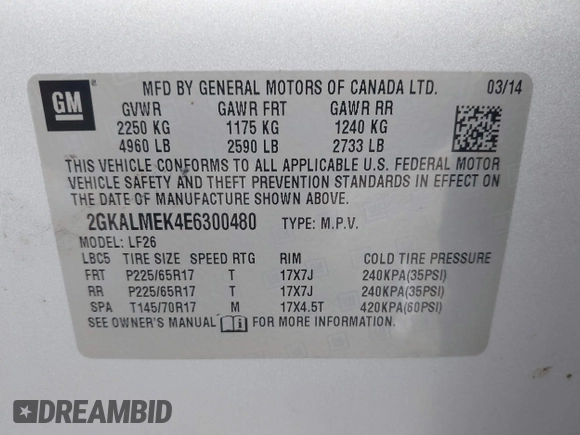 GM
MFD BY GENERAL MOTORS OF CANADA LTD. 03/14
GVWR GAWR FRT GAWR RR
2250 KG 1175 KG 1240 KG
4960 LB 2590 LB 2733 LB
THIS VEHICLE CONFORMS TO ALL APPLICABLE U.S. FEDERAL MOTOR
VEHICLE SAFETY AND THEFT PREVENTION STANDARDS IN EFFECT ON
THE DATE OF MANUFACTURE SHOWN ABOVE.
2GKALMEK4E6300480 TYPE: M.P.V.
MODEL: LF26
LBC5 TIRE SIZE SPEED RTG RIM COLD TIRE PRESSURE
FRT P225/65R17 T 17X7J 240KPA(35PSI)
RR P225/65R17 T 17X7J 240KPA(35PSI)
SPA T145/70R17 M 17X4.5T 420KPA(60PSI)
SEE OWNER'S MANUAL FOR MORE INFORMATION.
DREAMBID